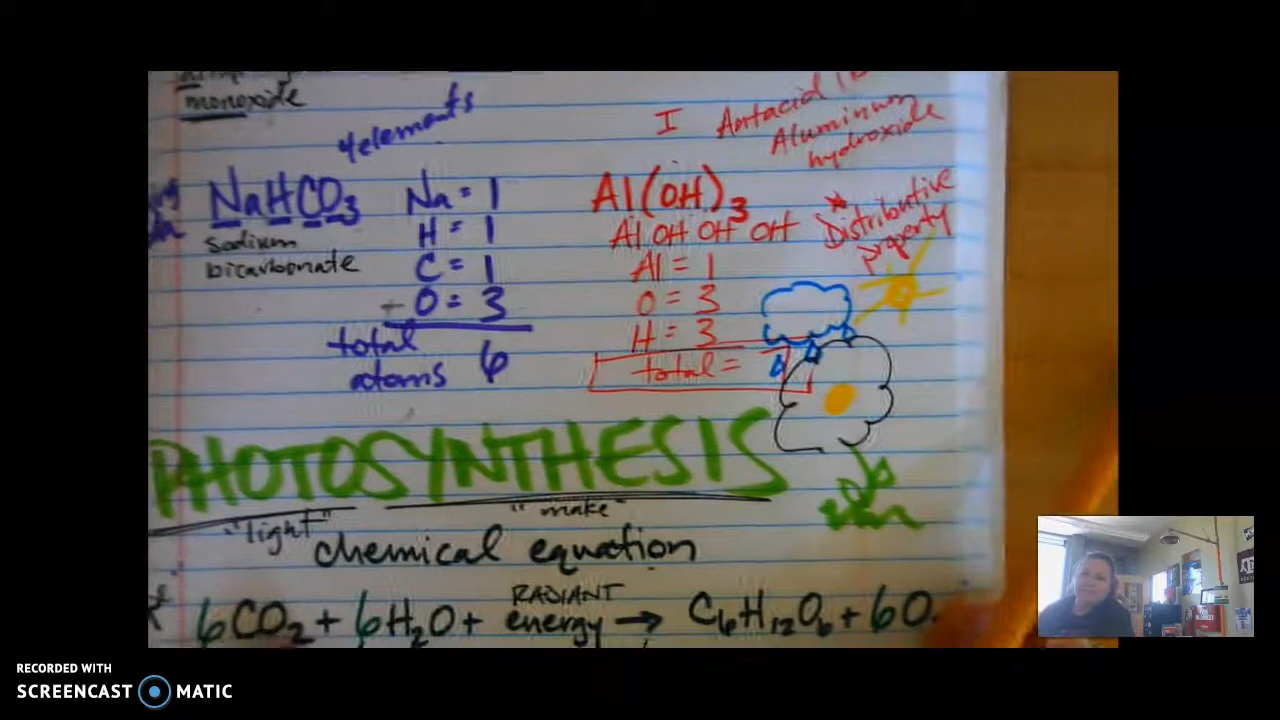 monoxide
4 elements
NaHCO3
sodium
bicarbonate
Na = 1
H = 1
C = 1
+ O = 3
total
atoms 6
I Antacid
Aluminum
hydroxide
Al(OH)3
Al OH OH OH
Al = 1
O = 3
H = 3
total = 7
* Distributive
property
PHOTOSYNTHESIS
"light" "make"
chemical equation
6CO2 + 6H2O + RADIANT energy → C6H12O6 + 6O
RECORDED WITH
SCREENCAST MATIC